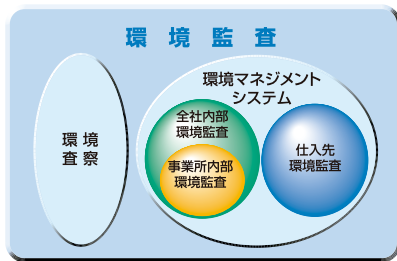 環境監査
環境
査察
環境マネジメント
システム
全社内部
環境監査
事業所内部
環境監査
仕入先
環境監査